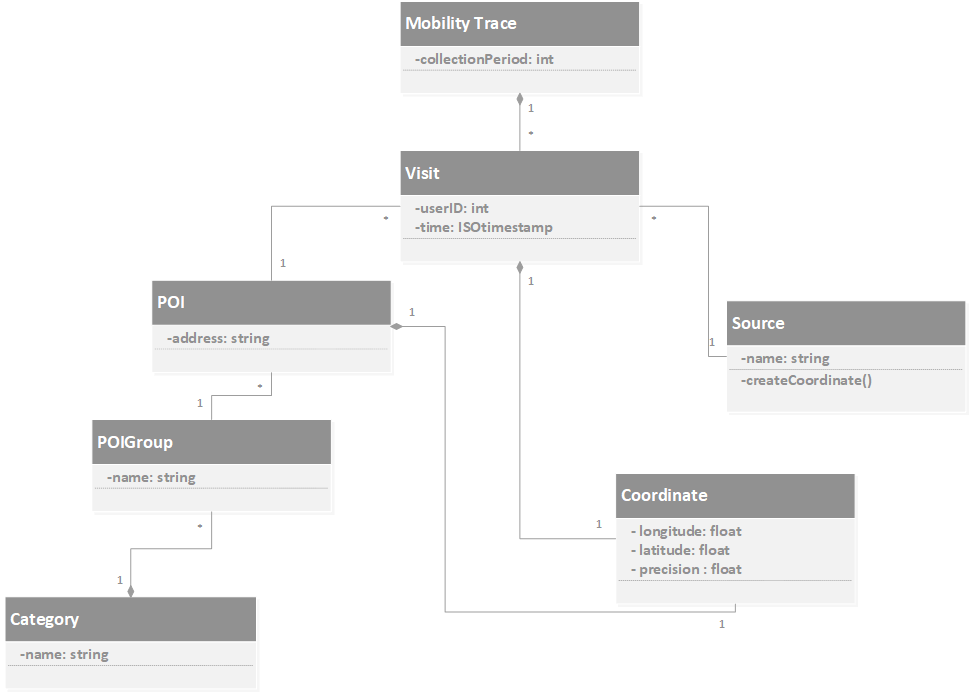 Mobility Trace
-collectionPeriod: int
1
*
Visit
-userID: int
-time: ISOtimestamp
*
*
1
1
POI
-address: string
1
Source
-name: string
-createCoordinate()
1
*
1
POIGroup
-name: string
Coordinate
- longitude: float
- latitude: float
- precision : float
1
*
1
1
Category
-name: string